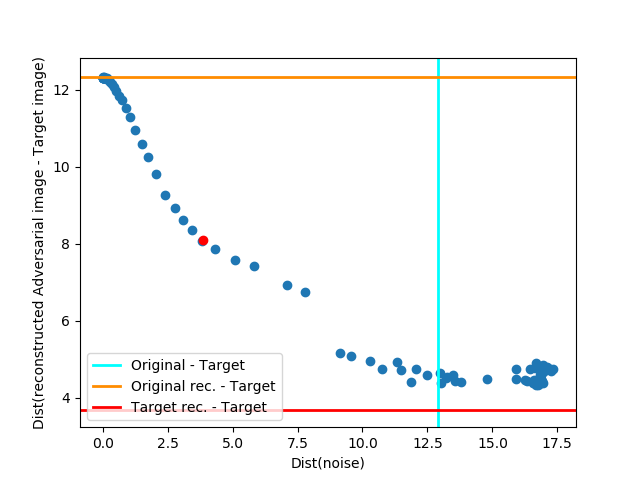 Dist(reconstructed Adversarial image - Target image)
12
10
8
6
4
Original - Target
Original rec. - Target
Target rec. - Target
0.0 2.5 5.0 7.5 10.0 12.5 15.0 17.5
Dist(noise)